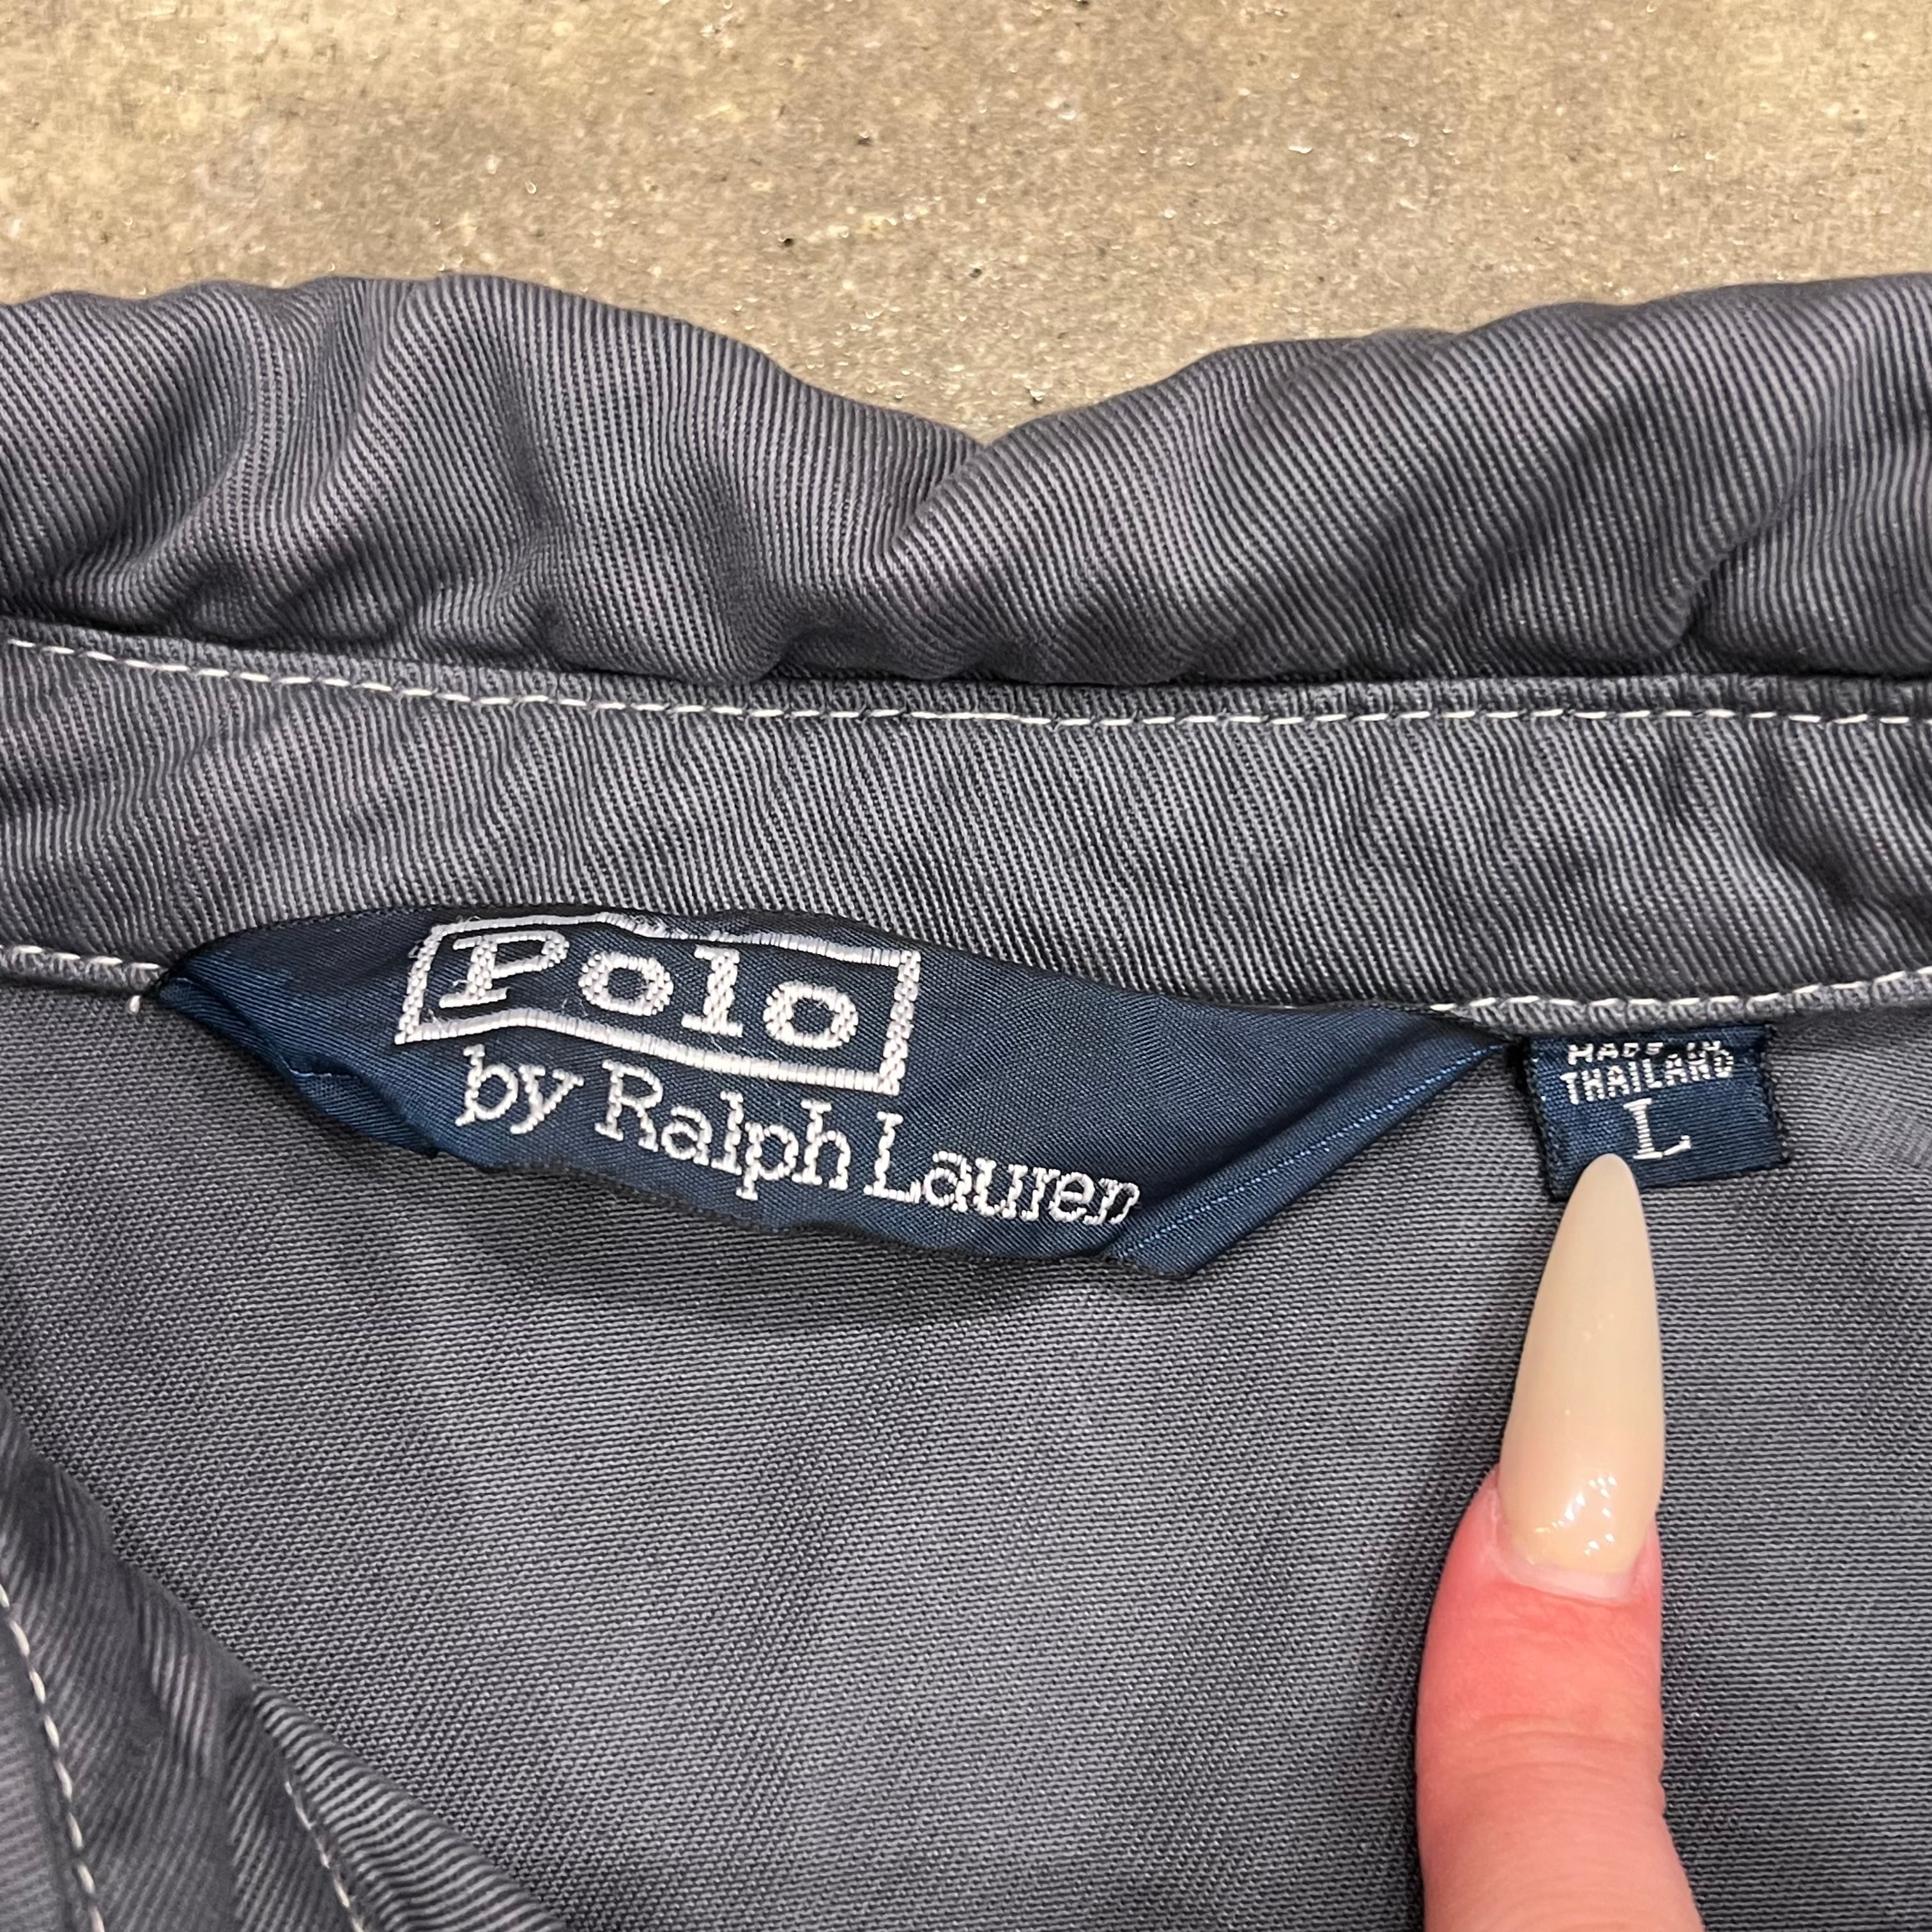 Polo
by Ralph Lauren
MADE IN
THAILAND
L